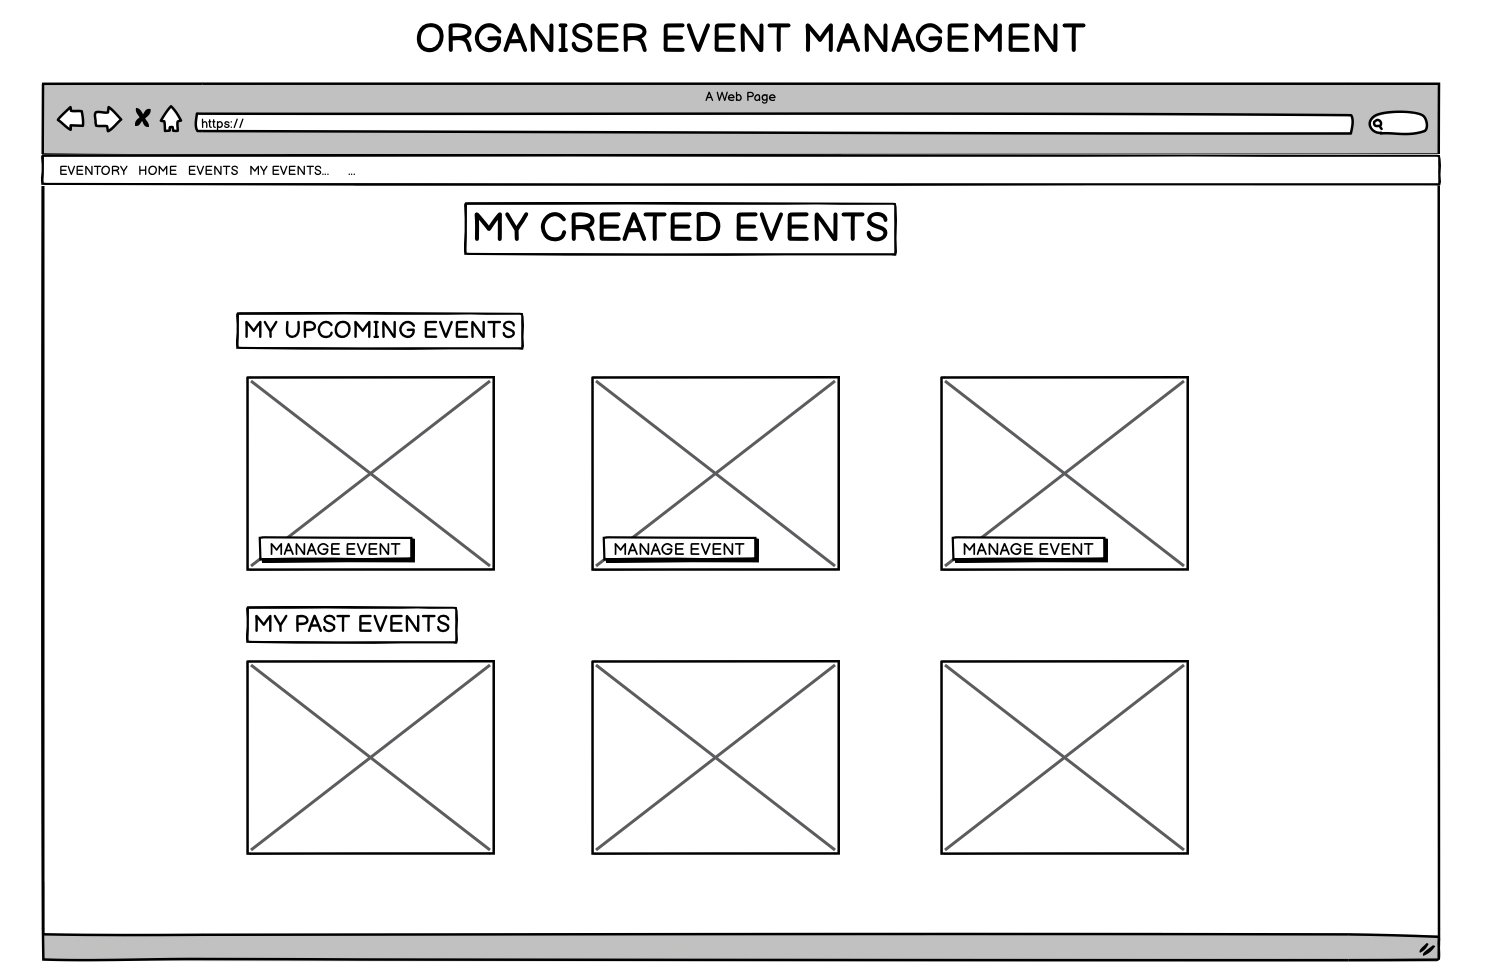 ORGANISER EVENT MANAGEMENT
A Web Page
https://
EVENTORY HOME EVENTS MY EVENTS... ...
MY CREATED EVENTS
MY UPCOMING EVENTS
MANAGE EVENT MANAGE EVENT MANAGE EVENT
MY PAST EVENTS